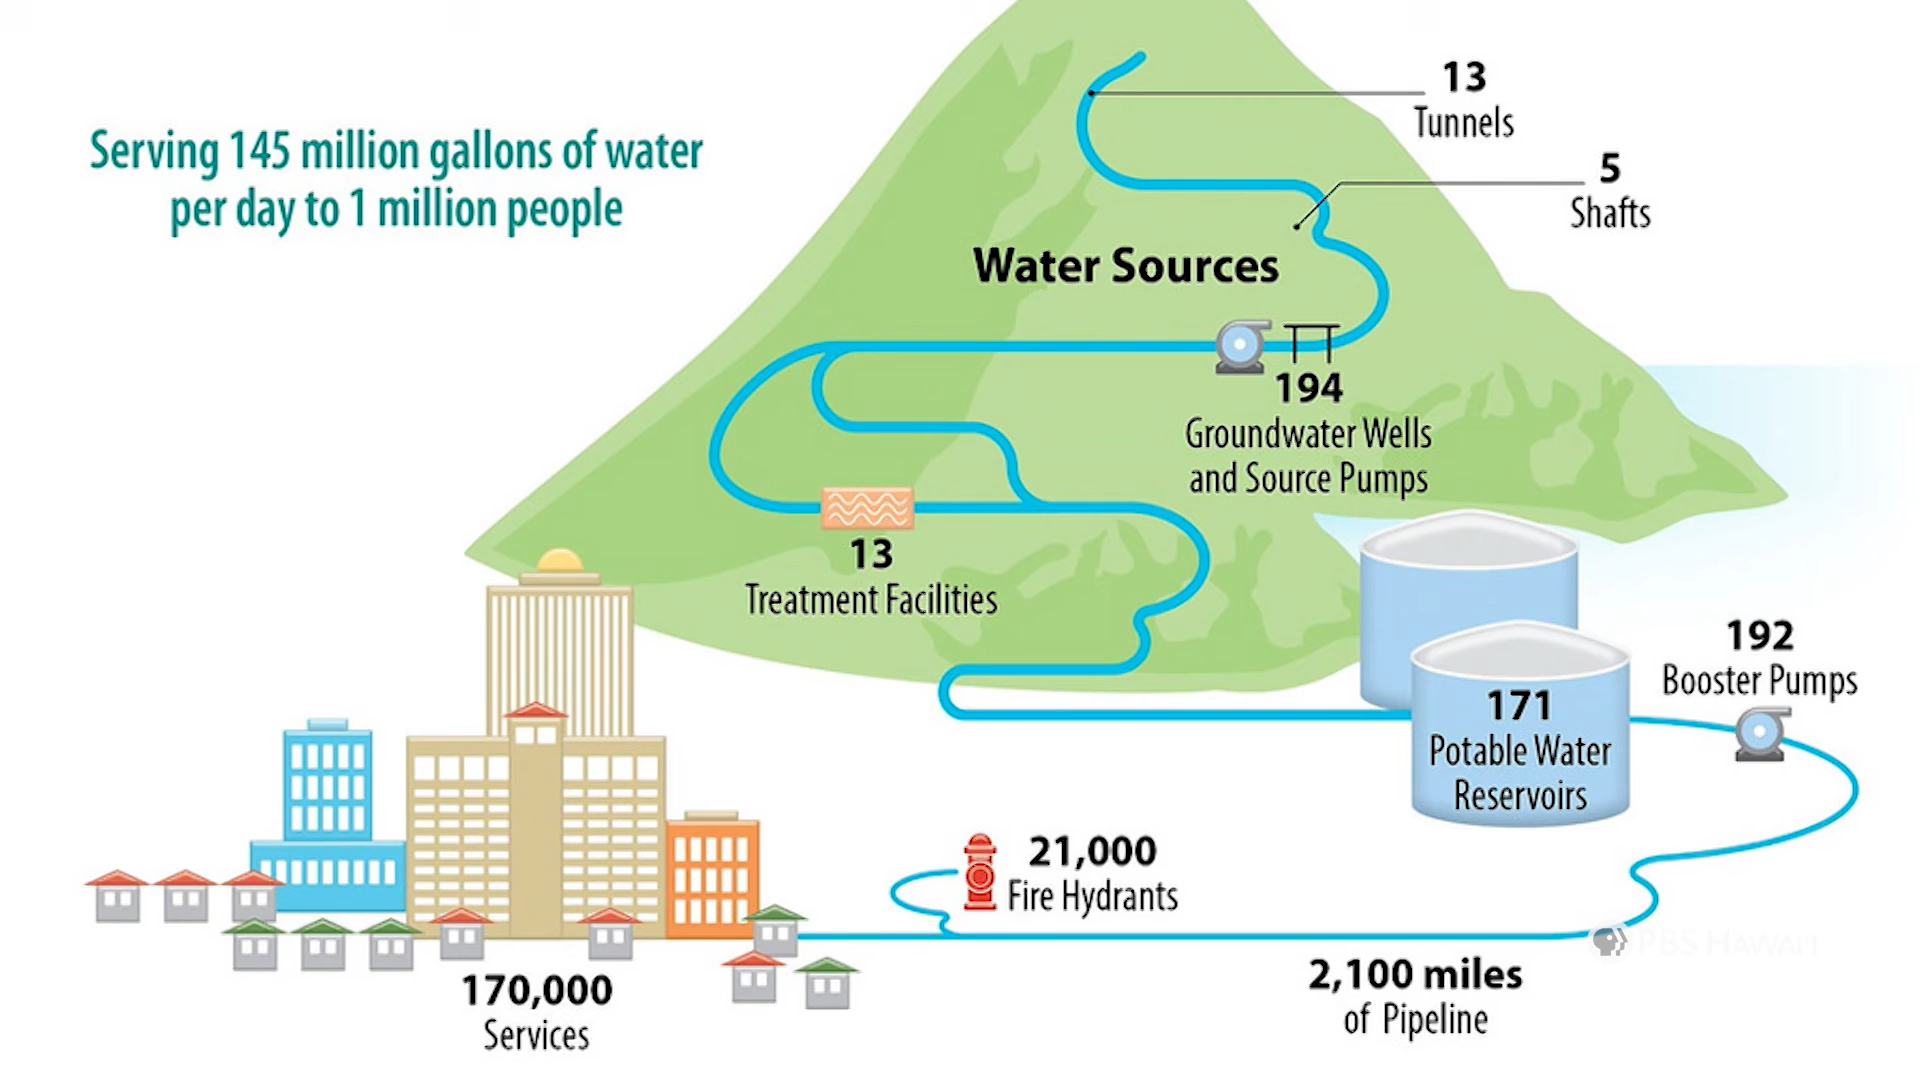 Serving 145 million gallons of water
per day to 1 million people
13
Tunnels
5
Shafts
Water Sources
194
Groundwater Wells
and Source Pumps
13
Treatment Facilities
192
Booster Pumps
171
Potable Water
Reservoirs
21,000
Fire Hydrants
PBS HAWAIʻI
2,100 miles
of Pipeline
170,000
Services